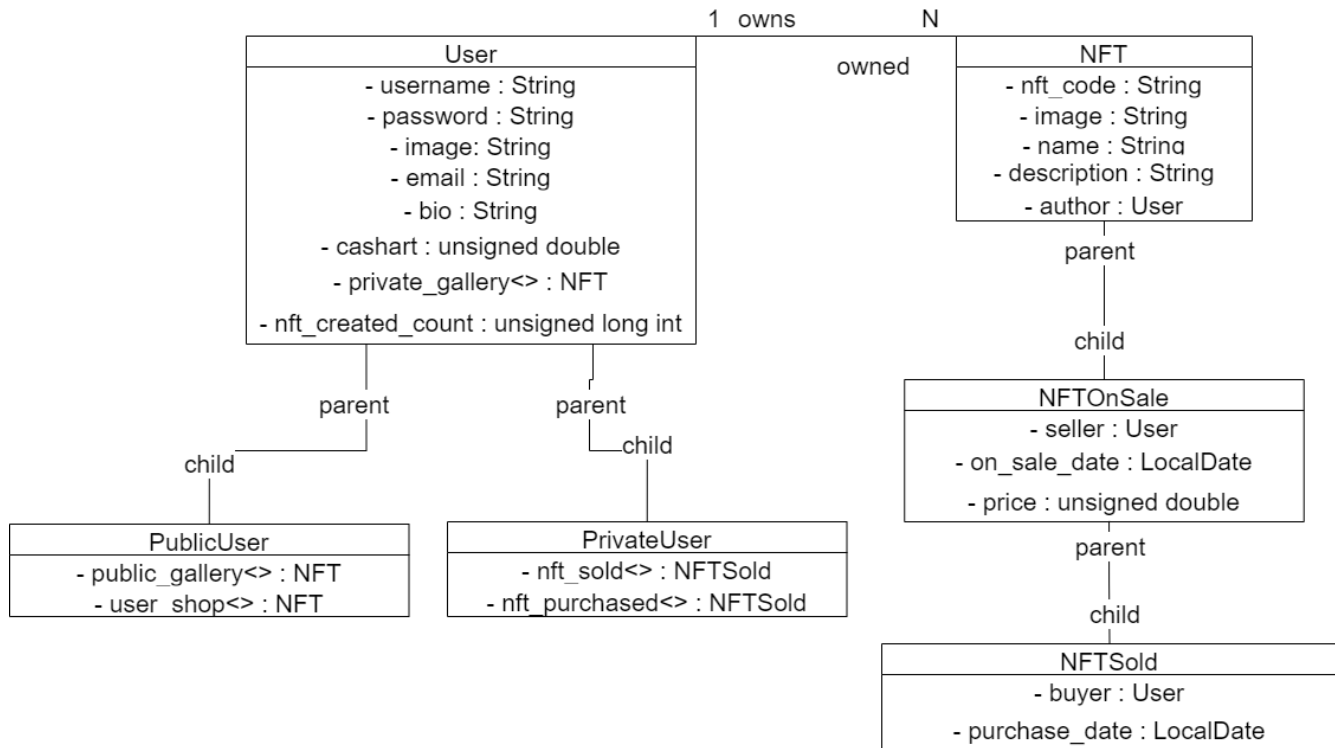 1 owns N
owned
User
- username : String
- password : String
- image: String
- email : String
- bio : String
- cashart : unsigned double
- private_gallery<> : NFT
- nft_created_count : unsigned long int
NFT
- nft_code : String
- image : String
- name : String
- description : String
- author : User
parent
child
parent
child
parent
child
PublicUser
- public_gallery<> : NFT
- user_shop<> : NFT
PrivateUser
- nft_sold<> : NFTSold
- nft_purchased<> : NFTSold
NFTOnSale
- seller : User
- on_sale_date : LocalDate
- price : unsigned double
parent
child
NFTSold
- buyer : User
- purchase_date : LocalDate